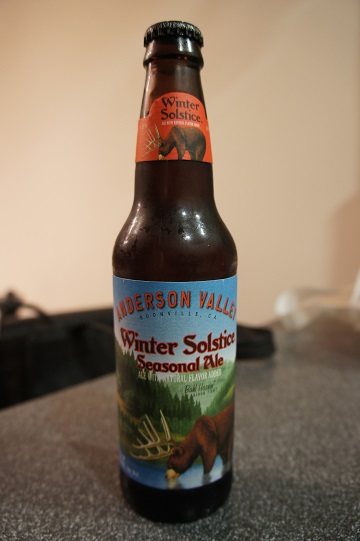 Winter
Solstice
ANDERSON VALLEY
BOONVILLE, CA
Winter Solstice
Seasonal Ale
ALE WITH NATURAL FLAVOR ADDED